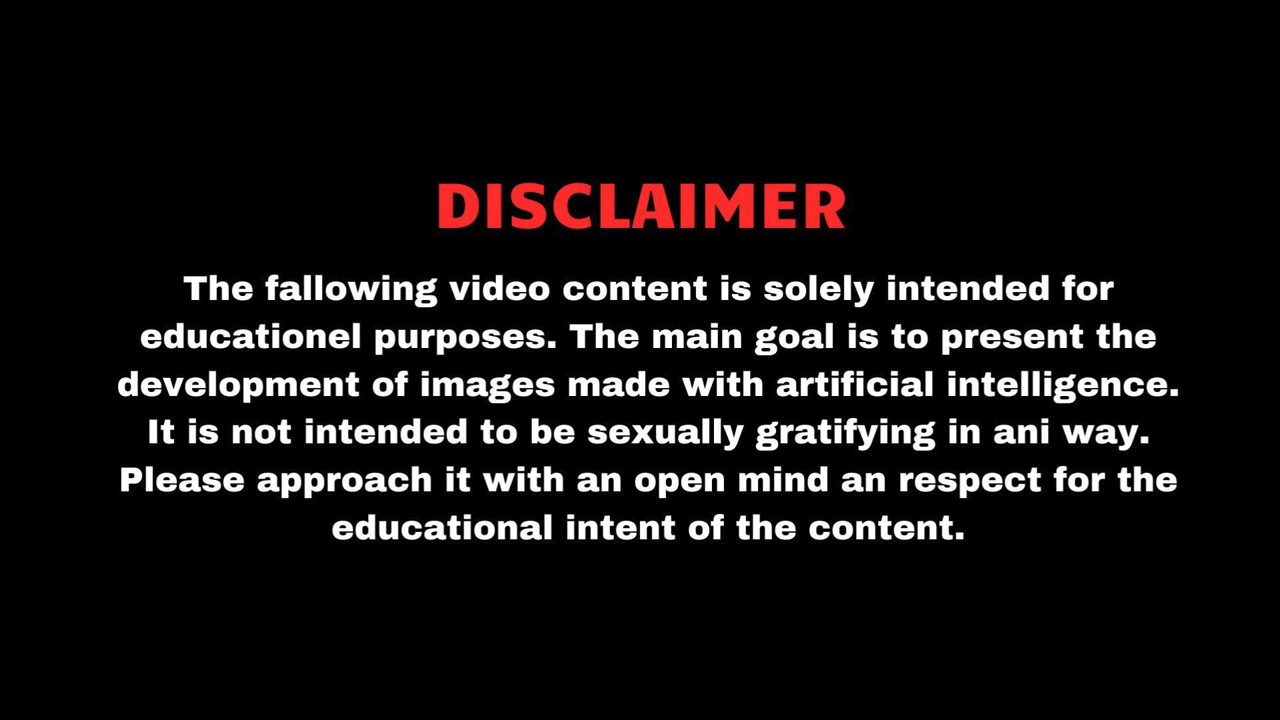 DISCLAIMER
The fallowing video content is solely intended for
educationel purposes. The main goal is to present the
development of images made with artificial intelligence.
It is not intended to be sexually gratifying in ani way.
Please approach it with an open mind an respect for the
educational intent of the content.